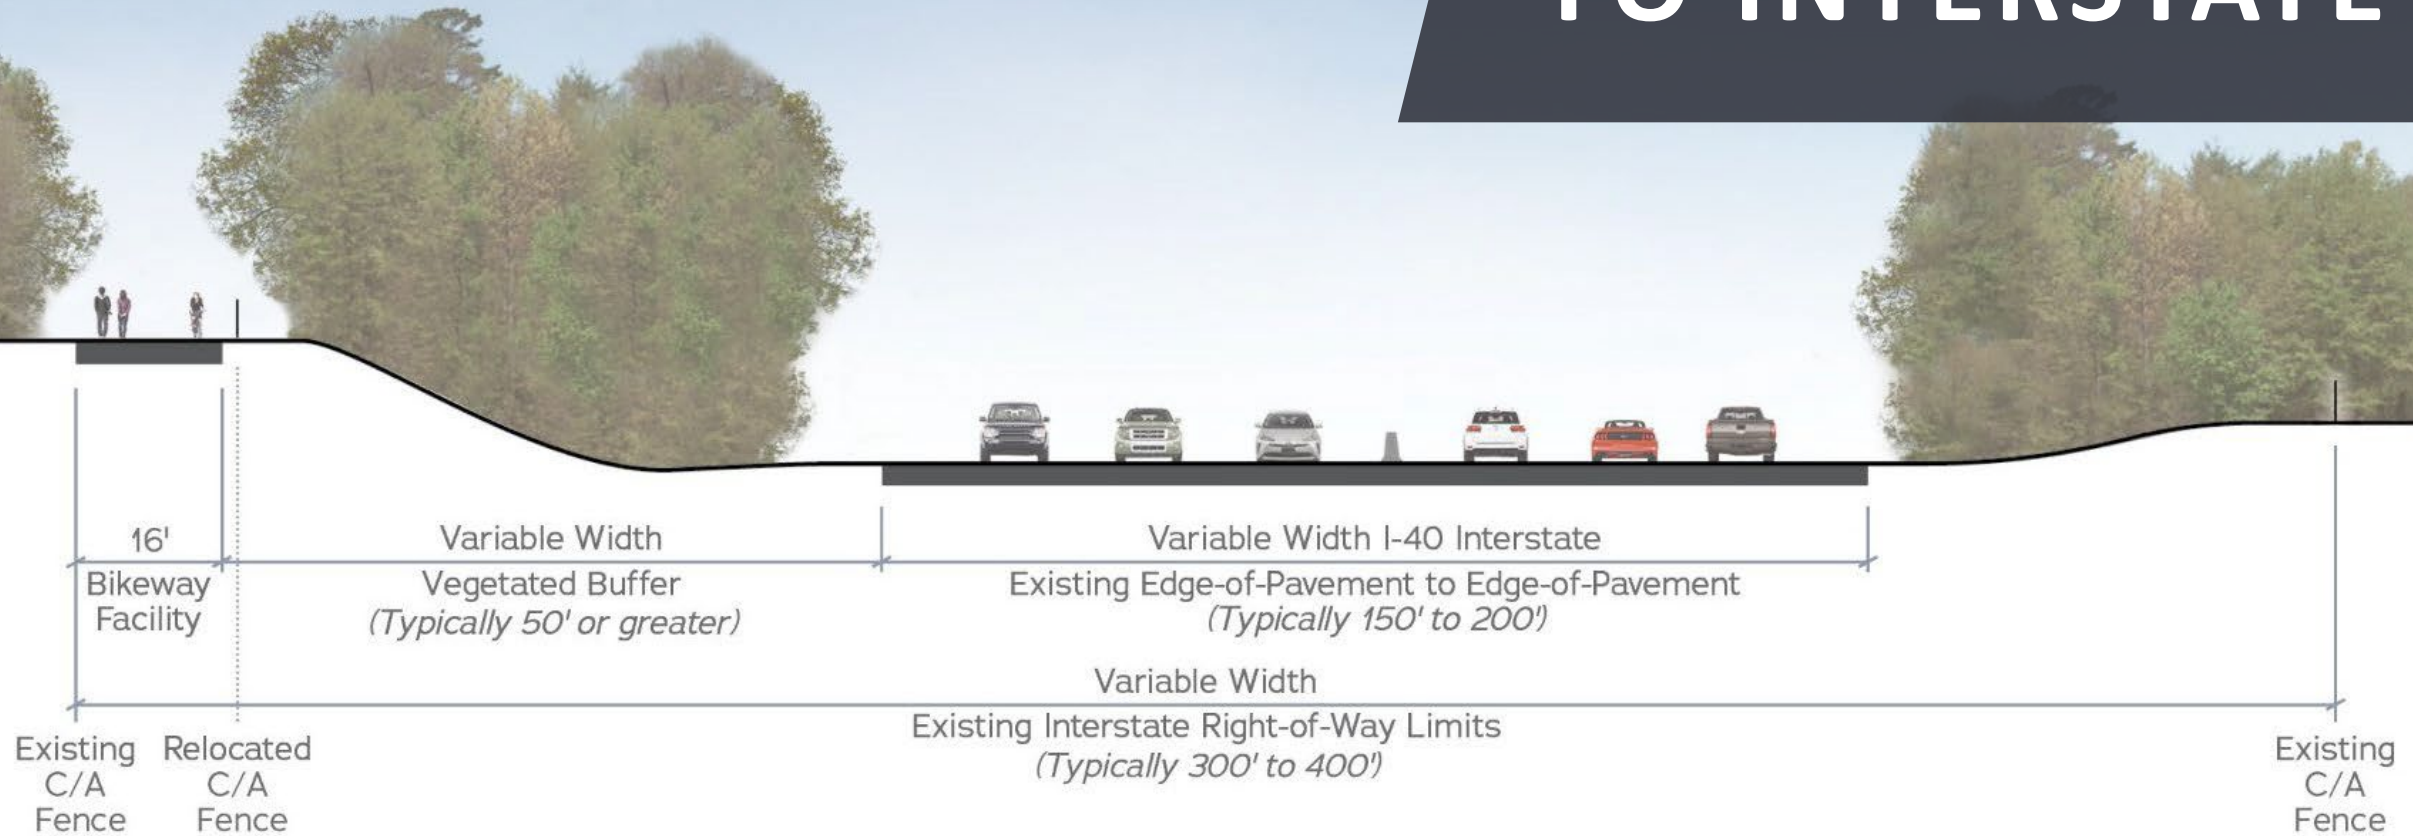 TO INTERSTATE
16'
Bikeway
Facility
Variable Width
Vegetated Buffer
(Typically 50' or greater)
Variable Width I-40 Interstate
Existing Edge-of-Pavement to Edge-of-Pavement
(Typically 150' to 200')
Variable Width
Existing Interstate Right-of-Way Limits
(Typically 300' to 400')
Existing
C/A
Fence
Relocated
C/A
Fence
Existing
C/A
Fence